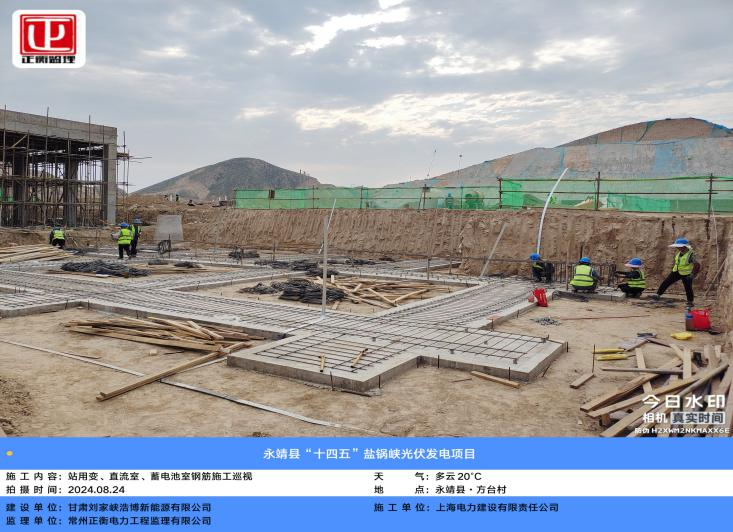 正衡监理
今日水印
相机 真实时间
防伪 H2XWM2NKMAXX6E
永靖县“十四五”盐锅峡光伏发电项目
施工内容：站用变、直流室、蓄电池室钢筋施工巡视
天气：多云20°C
拍摄时间：2024.08.24
地点：永靖县·方台村
建设单位：甘肃刘家峡浩博新能源有限公司
施工单位：上海电力建设有限责任公司
监理单位：常州正衡电力工程监理有限公司